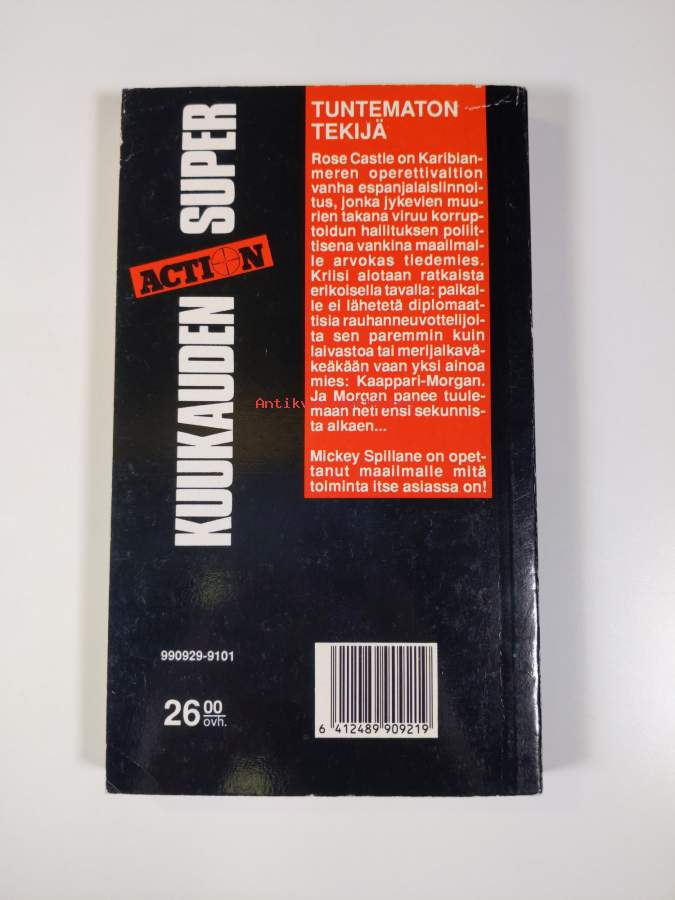 KUUKAUDEN SUPER
ACTION
TUNTEMATON
TEKIJÄ
Rose Castle on Karibian-
meren operettivaltion
vanha espanjalaislinnoi-
tus, jonka jykevien muu-
rien takana viruu korrup-
toidun hallituksen poliit-
tisena vankina maailmal-
le arvokas tiedemies.
Kriisi aiotaan ratkaista
erikoisella tavalla: paikal-
le ei lähetetä diplomaat-
tisia rauhanneuvottelijoi-
ta sen paremmin kuin
laivastoa tai merijalkavä-
keäkään vaan yksi ainoa
mies: Kaappari-Morgan.
Ja Morgan panee tuule-
maan heti ensi sekunnis-
ta alkaen...
Mickey Spillane on opet-
tanut maailmalle mitä
toiminta itse asiassa on!
990929-9101
26 00
ovh.
6 412489 909219